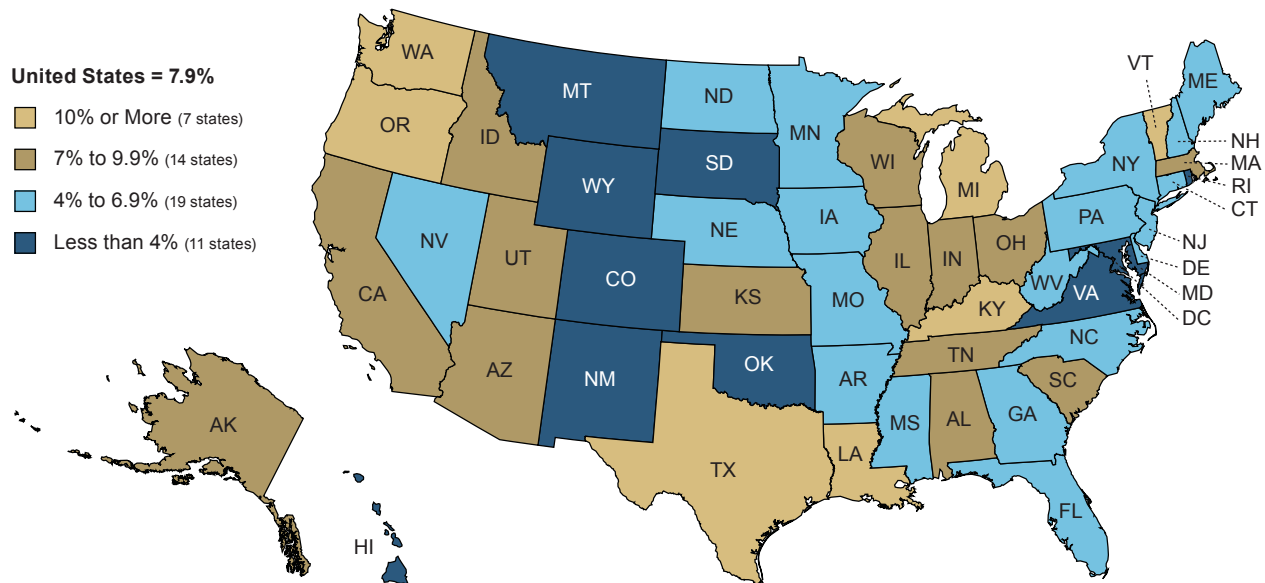 United States = 7.9%
10% or More (7 states)
7% to 9.9% (14 states)
4% to 6.9% (19 states)
Less than 4% (11 states)
WA
OR
ID
MT
ND
MN
WI
MI
VT
ME
NH
MA
RI
CT
NY
PA
NJ
DE
MD
DC
SD
WY
NE
IA
NV
UT
CO
KS
MO
IL
IN
OH
WV
VA
KY
CA
AZ
NM
OK
AR
TN
NC
SC
MS
AL
GA
TX
LA
FL
AK
HI